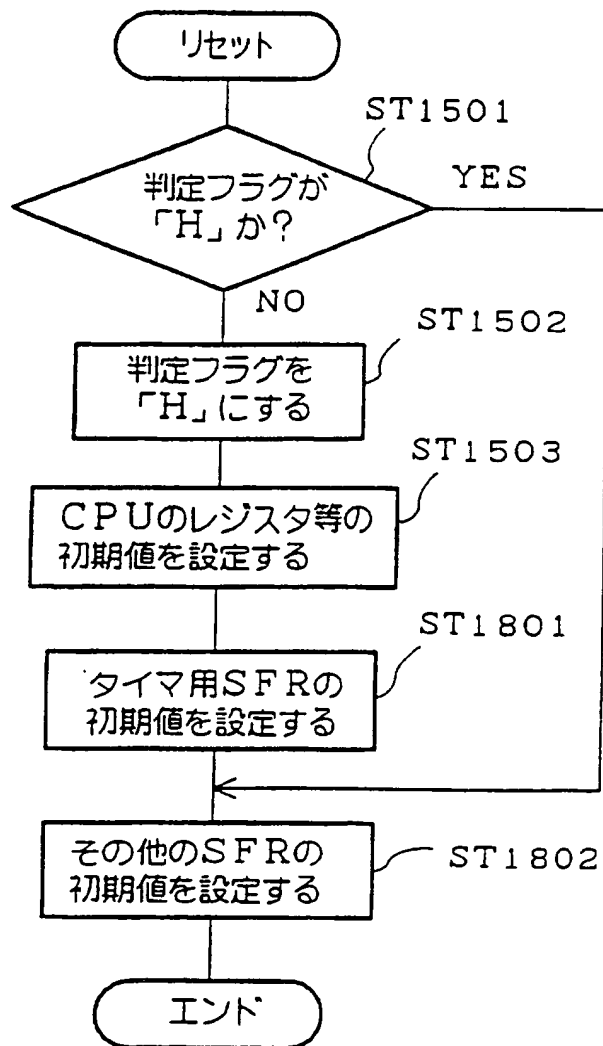 リセット
ST1501
判定フラグが
「H」か?
YES
NO
ST1502
判定フラグを
「H」にする
ST1503
CPUのレジスタ等の
初期値を設定する
ST1801
タイマ用SFRの
初期値を設定する
その他のSFRの
初期値を設定する
ST1802
エンド